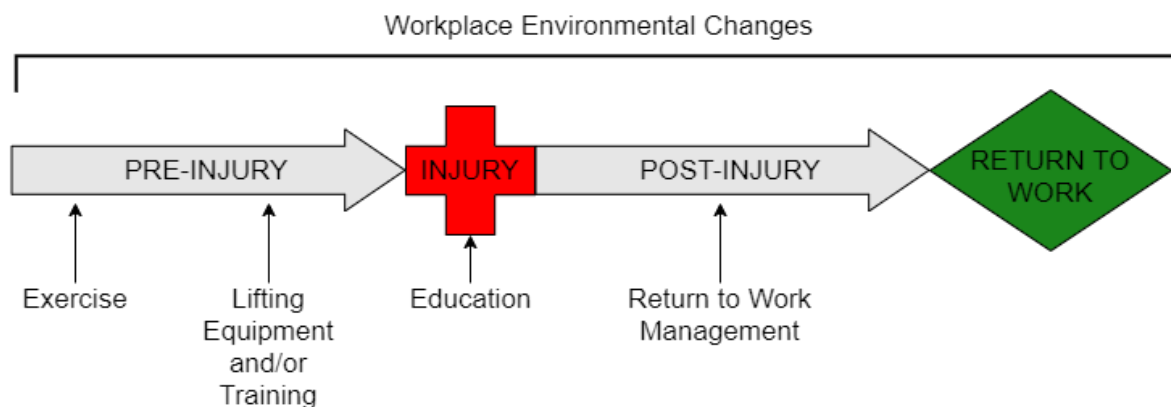 Workplace Environmental Changes
PRE-INJURY
INJURY
POST-INJURY
RETURN TO
WORK
Exercise
Lifting
Equipment
and/or
Training
Education
Return to Work
Management